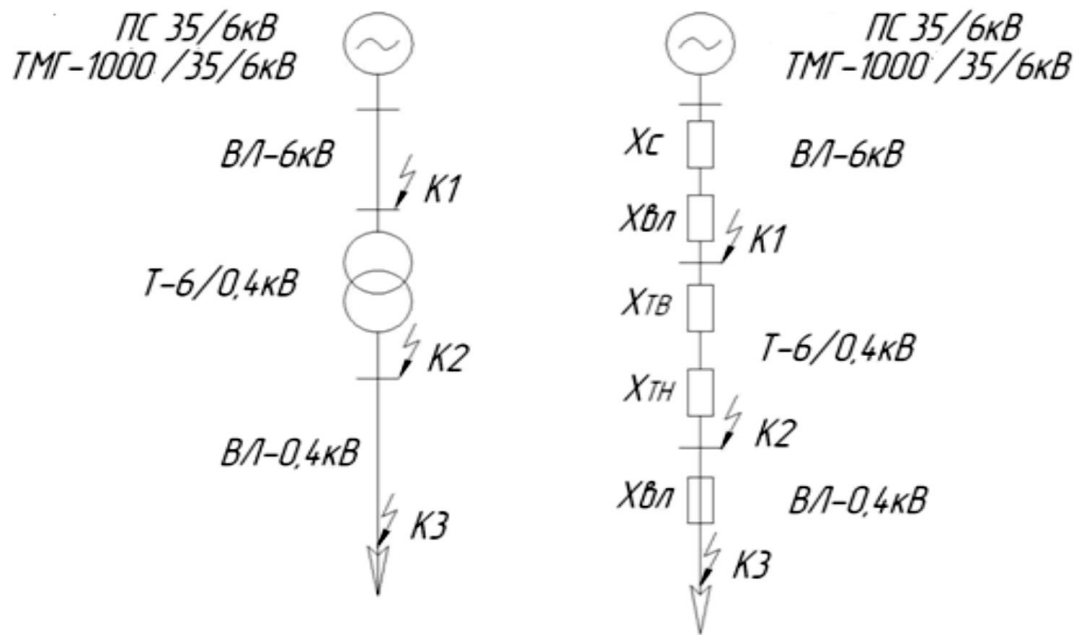 ПС 35/6кВ
ТМГ-1000 /35/6кВ
ВЛ-6кВ
К1
Т-6/0,4кВ
К2
ВЛ-0,4кВ
К3
ПС 35/6кВ
ТМГ-1000 /35/6кВ
Хс
ВЛ-6кВ
Хвл
К1
Хтв
Т-6/0,4кВ
Хтн
К2
Хвл
ВЛ-0,4кВ
К3